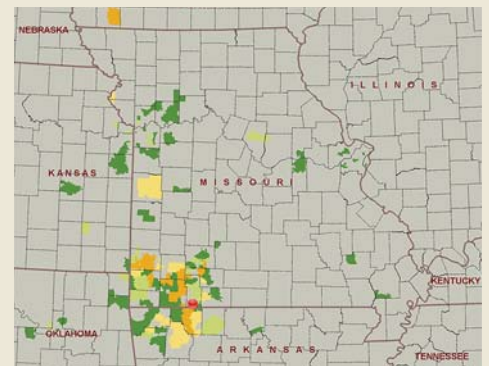 NEBRASKA
ILLINOIS
KANSAS
MISSOURI
KENTUCKY
OKLAHOMA
ARKANSAS
TENNESSEE